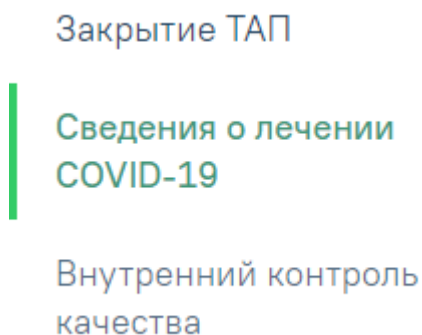 Закрытие ТАП
Сведения о лечении
COVID-19
Внутренний контроль
качества